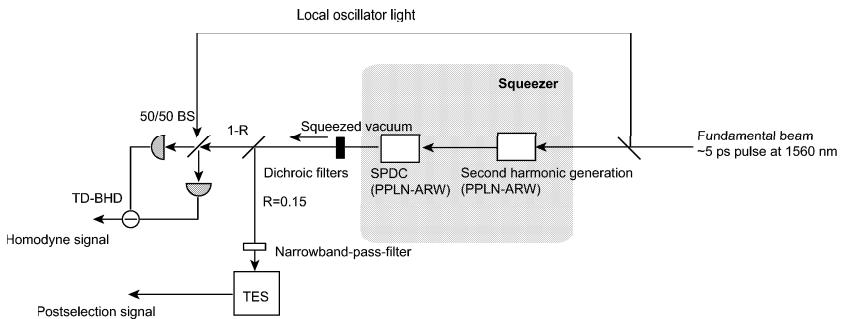 Local oscillator light
Squeezer
50/50 BS
1-R
Squeezed vacuum
Fundamental beam
~5 ps pulse at 1560 nm
Dichroic filters
SPDC
(PPLN-ARW)
Second harmonic generation
(PPLN-ARW)
TD-BHD
R=0.15
Homodyne signal
Narrowband-pass-filter
TES
Postselection signal